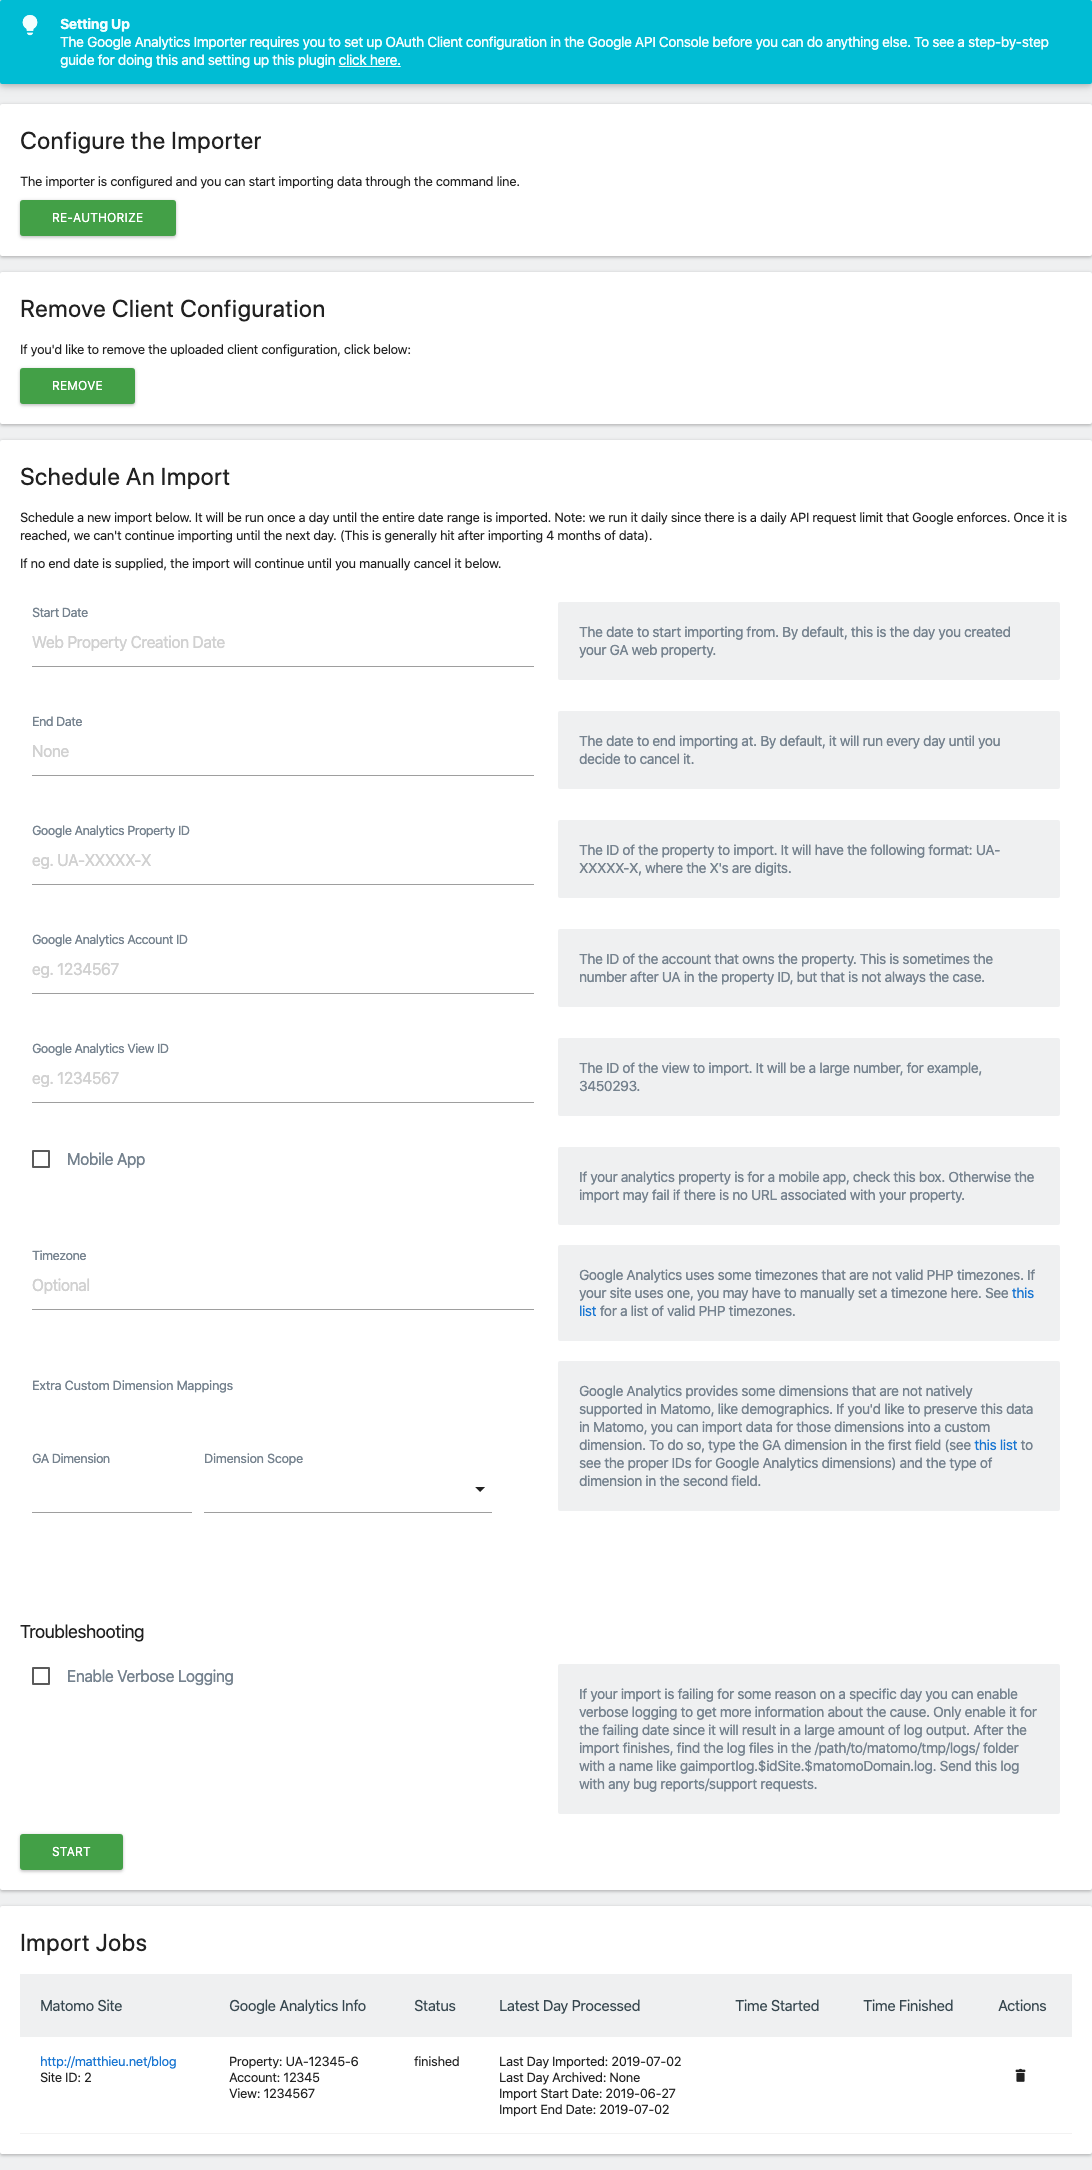 Setting Up
The Google Analytics Importer requires you to set up OAuth Client configuration in the Google API Console before you can do anything else. To see a step-by-step
guide for doing this and setting up this plugin click here.
Configure the Importer
The importer is configured and you can start importing data through the command line.
RE-AUTHORIZE
Remove Client Configuration
If you'd like to remove the uploaded client configuration, click below:
REMOVE
Schedule An Import
Schedule a new import below. It will be run once a day until the entire date range is imported. Note: we run it daily since there is a daily API request limit that Google enforces. Once it is
reached, we can't continue importing until the next day. (This is generally hit after importing 4 months of data).
If no end date is supplied, the import will continue until you manually cancel it below.
Start Date
Web Property Creation Date
The date to start importing from. By default, this is the day you created
your GA web property.
End Date
None
The date to end importing at. By default, it will run every day until you
decide to cancel it.
Google Analytics Property ID
eg. UA-XXXXX-X
The ID of the property to import. It will have the following format: UA-
XXXXX-X, where the X's are digits.
Google Analytics Account ID
eg. 1234567
The ID of the account that owns the property. This is sometimes the
number after UA in the property ID, but that is not always the case.
Google Analytics View ID
eg. 1234567
The ID of the view to import. It will be a large number, for example,
3450293.
Mobile App
If your analytics property is for a mobile app, check this box. Otherwise the
import may fail if there is no URL associated with your property.
Timezone
Optional
Google Analytics uses some timezones that are not valid PHP timezones. If
your site uses one, you may have to manually set a timezone here. See this
list for a list of valid PHP timezones.
Extra Custom Dimension Mappings
GA Dimension
Dimension Scope
Google Analytics provides some dimensions that are not natively
supported in Matomo, like demographics. If you'd like to preserve this data
in Matomo, you can import data for those dimensions into a custom
dimension. To do so, type the GA dimension in the first field (see this list to
see the proper IDs for Google Analytics dimensions) and the type of
dimension in the second field.
Troubleshooting
Enable Verbose Logging
If your import is failing for some reason on a specific day you can enable
verbose logging to get more information about the cause. Only enable it for
the failing date since it will result in a large amount of log output. After the
import finishes, find the log files in the /path/to/matomo/tmp/logs/ folder
with a name like gaimportlog.$idSite.$matomoDomain.log. Send this log
with any bug reports/support requests.
START
Import Jobs
Matomo Site Google Analytics Info Status Latest Day Processed Time Started Time Finished Actions
http://matthieu.net/blog
Site ID: 2
Property: UA-12345-6
Account: 12345
View: 1234567
finished
Last Day Imported: 2019-07-02
Last Day Archived: None
Import Start Date: 2019-06-27
Import End Date: 2019-07-02